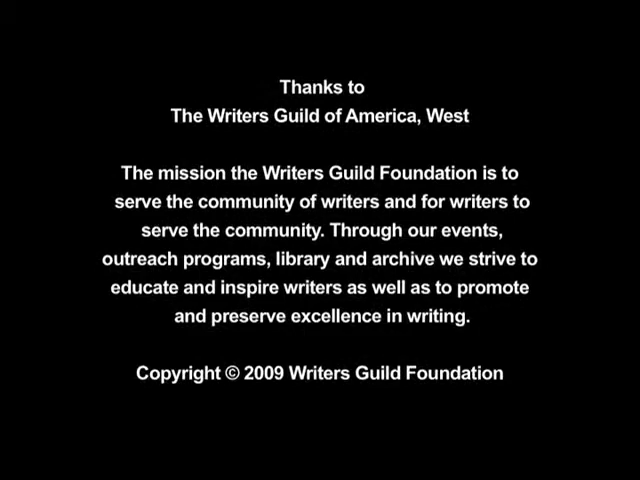 Thanks to
The Writers Guild of America, West
The mission the Writers Guild Foundation is to
serve the community of writers and for writers to
serve the community. Through our events,
outreach programs, library and archive we strive to
educate and inspire writers as well as to promote
and preserve excellence in writing.
Copyright © 2009 Writers Guild Foundation